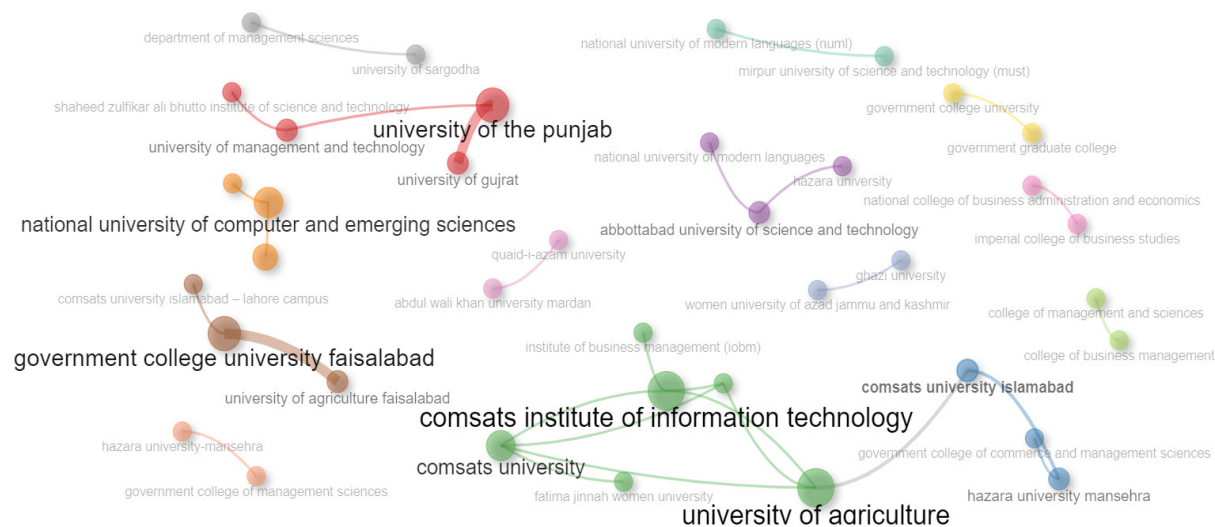 department of management sciences
national university of modern languages (numl)
university of sargodha
mirpur university of science and technology (must)
shaheed zulfikar ali bhutto institute of science and technology
government college university
university of the punjab
university of management and technology
government graduate college
national university of modern languages
university of gujrat
hazara university
national college of business administration and economics
national university of computer and emerging sciences
abbottabad university of science and technology
imperial college of business studies
quaid-i-azam university
ghazi university
comsats university islamabad – lahore campus
abdul wali khan university mardan
women university of azad jammu and kashmir
college of management and sciences
institute of business management (iobm)
government college university faisalabad
college of business management
comsats university islamabad
university of agriculture faisalabad
comsats institute of information technology
hazara university-mansehra
government college of commerce and management sciences
comsats university
government college of management sciences
fatima jinnah women university
hazara university mansehra
university of agriculture